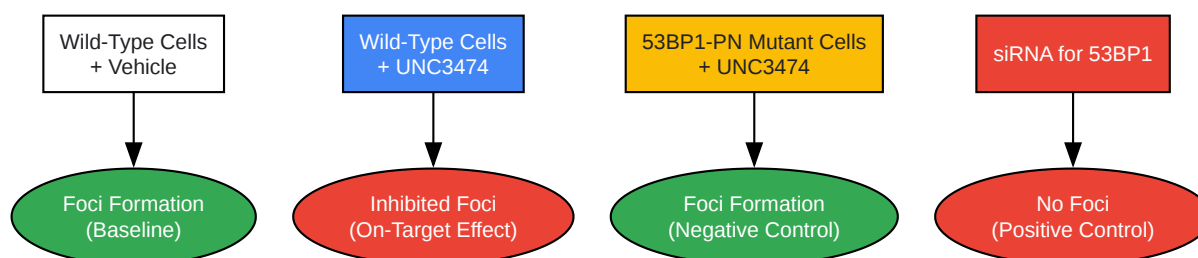 Wild-Type Cells
+ Vehicle
Wild-Type Cells
+ UNC3474
53BP1-PN Mutant Cells
+ UNC3474
siRNA for 53BP1
Foci Formation
(Baseline)
Inhibited Foci
(On-Target Effect)
Foci Formation
(Negative Control)
No Foci
(Positive Control)